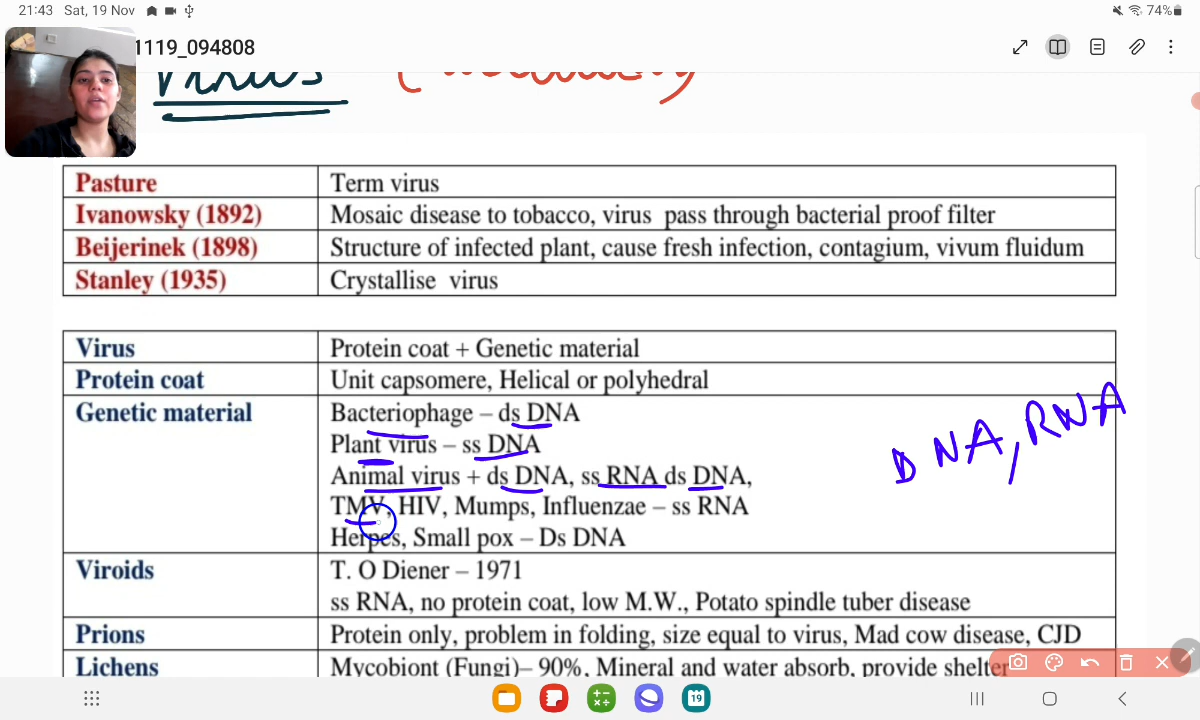 21:43 Sat, 19 Nov
74%
1119_094808
Virus
Pasture Term virus
Ivanowsky (1892) Mosaic disease to tobacco, virus pass through bacterial proof filter
Beijerinek (1898) Structure of infected plant, cause fresh infection, contagium, vivum fluidum
Stanley (1935) Crystallise virus
Virus Protein coat + Genetic material
Protein coat Unit capsomere, Helical or polyhedral
Genetic material Bacteriophage – ds DNA
Plant virus – ss DNA
Animal virus + ds DNA, ss RNA ds DNA,
TMV, HIV, Mumps, Influenzae – ss RNA
Herpes, Small pox – Ds DNA
DNA, RNA
Viroids T. O Diener – 1971
ss RNA, no protein coat, low M.W., Potato spindle tuber disease
Prions Protein only, problem in folding, size equal to virus, Mad cow disease, CJD
Lichens Mycobiont (Fungi)– 90%, Mineral and water absorb, provide shelter
19